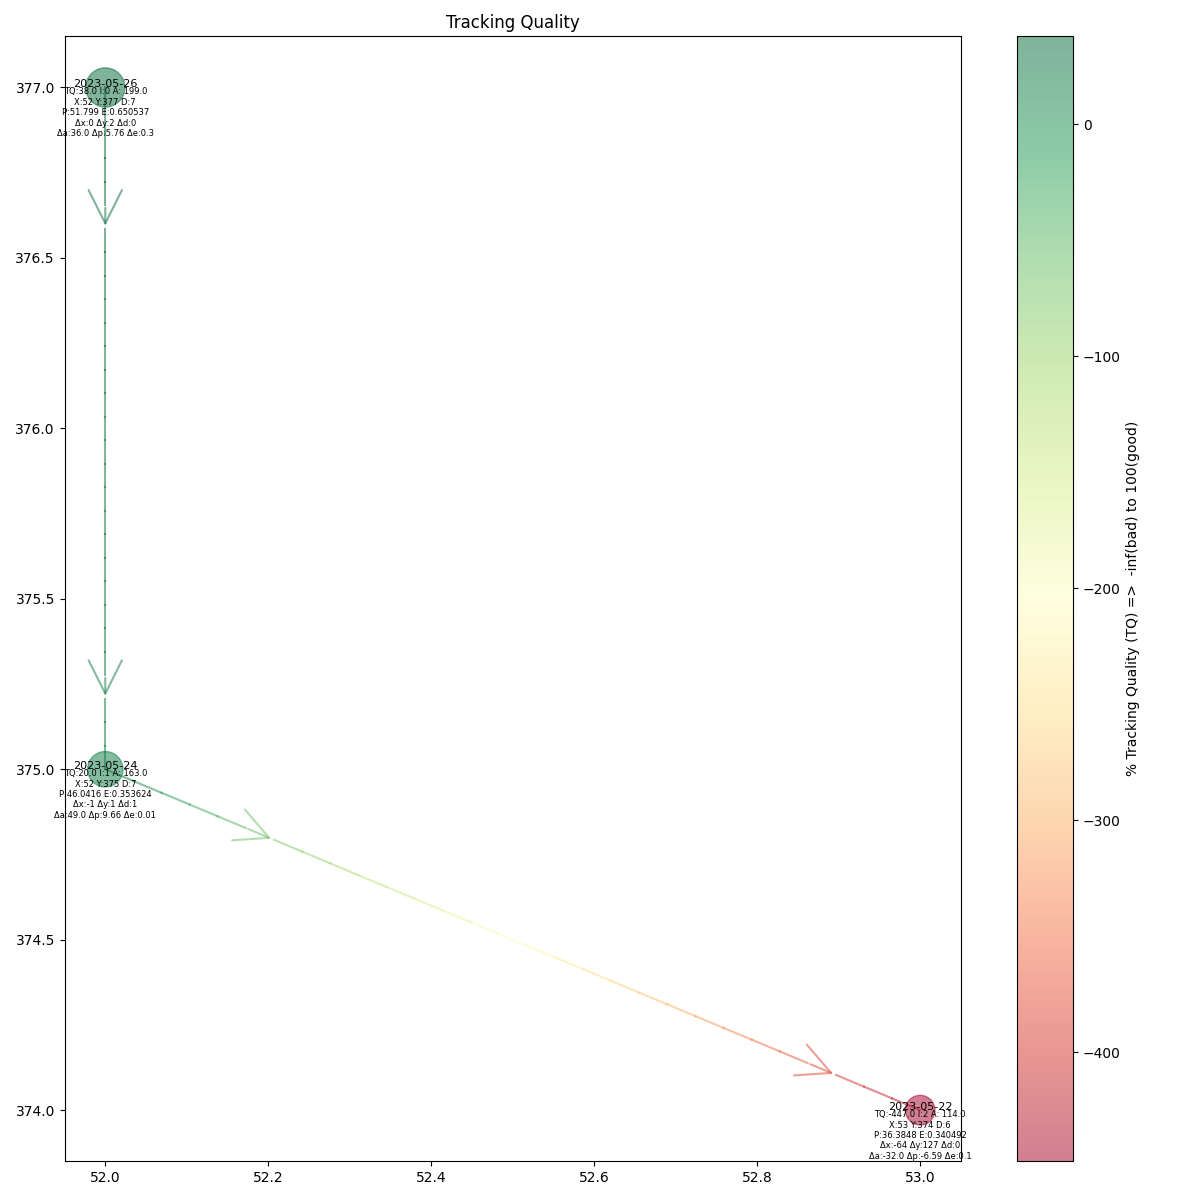 Tracking Quality
377.0
376.5
376.0
375.5
375.0
374.5
374.0
52.0
52.2
52.4
52.6
52.8
53.0
2023-05-26
TQ:38.0 I:0 A: 199.0
X:52 Y:377 D:7
P:51.799 E:0.650537
Δx:0 Δy:2 Δd:0
Δa:36.0 Δp:5.76 Δe:0.3
2023-05-24
TQ:20.0 I:1 A: 163.0
X:52 Y:375 D:7
P:46.0416 E:0.353624
Δx:-1 Δy:1 Δd:1
Δa:49.0 Δp:9.66 Δe:0.01
2023-05-22
TQ:-447.0 I:2 A: 114.0
X:53 Y:374 D:6
P:36.3848 E:0.340492
Δx:-64 Δy:127 Δd:0
Δa:-32.0 Δp:-6.59 Δe:0.1
0
−100
−200
−300
−400
% Tracking Quality (TQ) => -inf(bad) to 100(good)